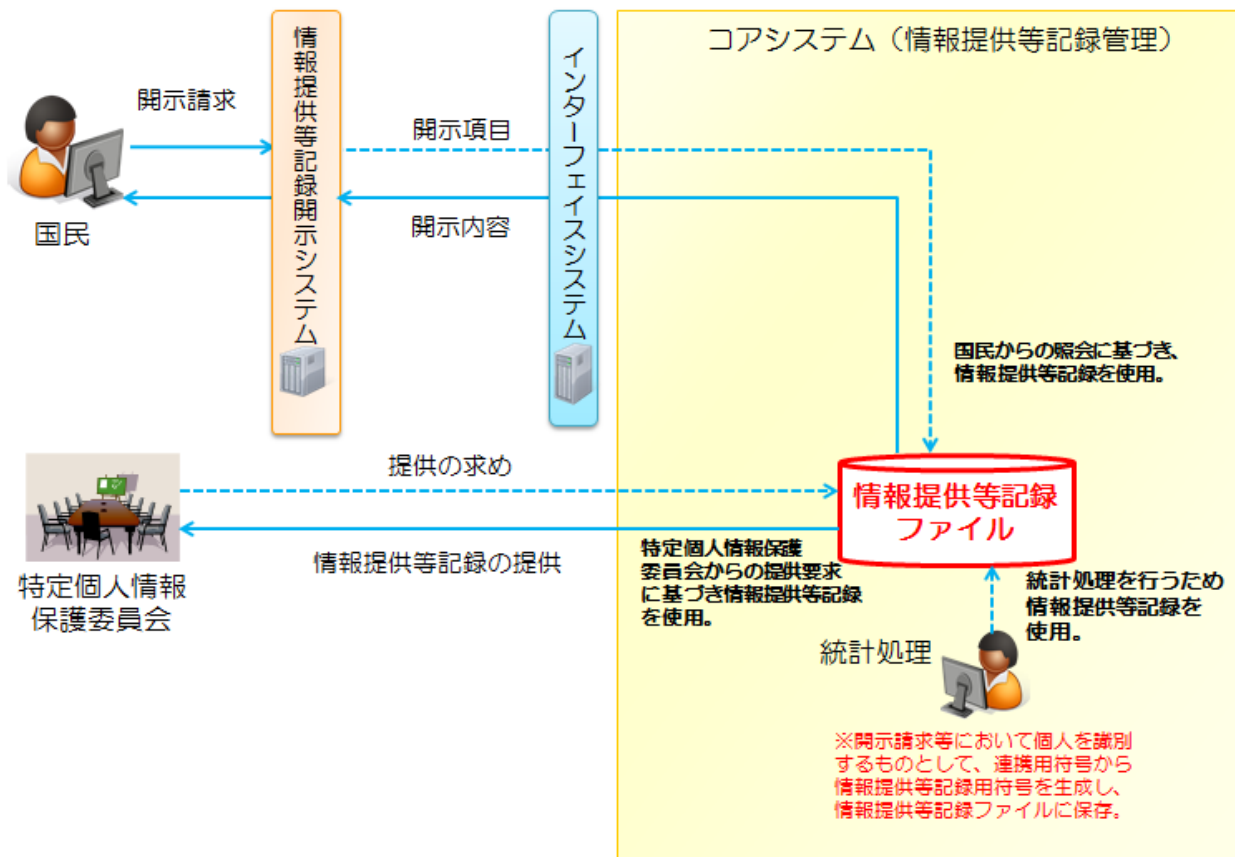 コアシステム（情報提供等記録管理）
情報提供等記録開示システム
インターフェイスシステム
開示請求
開示項目
国民
開示内容
国民からの照会に基づき、
情報提供等記録を使用。
提供の求め
情報提供等記録
ファイル
特定個人情報
保護委員会
情報提供等記録の提供
特定個人情報保護
委員会からの提供要求
に基づき情報提供等記録
を使用。
統計処理を行うため
情報提供等記録を
使用。
統計処理
※開示請求等において個人を識別
するものとして、連携用符号から
情報提供等記録用符号を生成し、
情報提供等記録ファイルに保存。